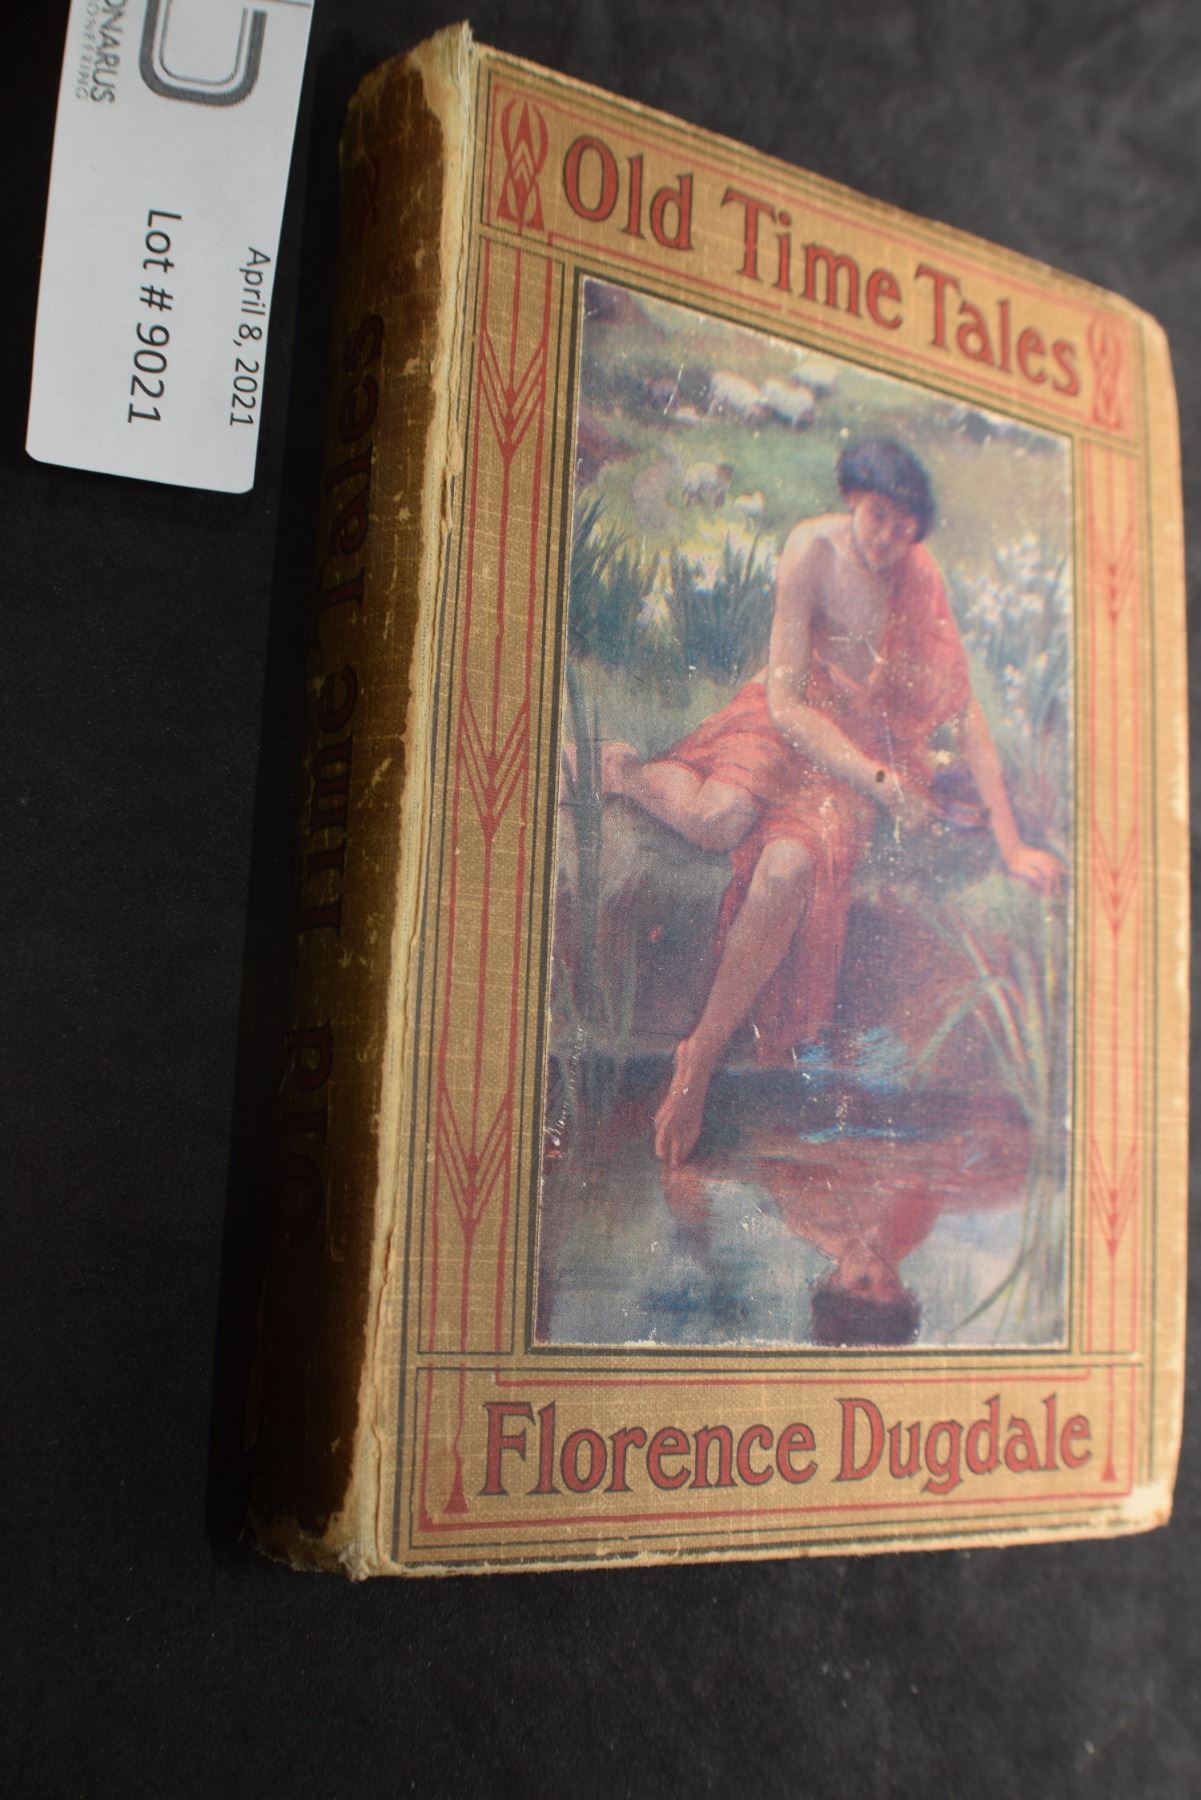 Old Time Tales
Florence Dugdale
Old Time Tales
April 8, 2021
Lot # 9021